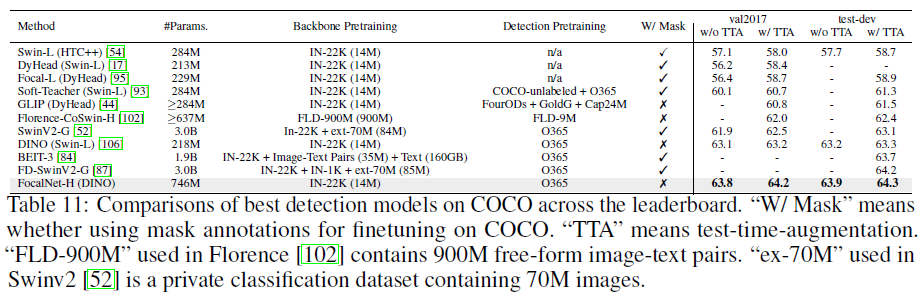 Method #Params. Backbone Pretraining Detection Pretraining W/ Mask val2017 test-dev
w/o TTA w/ TTA w/o TTA w/ TTA
Swin-L (HTC++) [54] 284M IN-22K (14M) n/a ✓ 57.1 58.0 57.7 58.7
DyHead (Swin-L) [17] 213M IN-22K (14M) n/a ✓ 56.2 58.4 - -
Focal-L (DyHead) [95] 229M IN-22K (14M) n/a ✓ 56.4 58.7 - 58.9
Soft-Teacher (Swin-L) [93] 284M IN-22K (14M) COCO-unlabeled + O365 ✓ 60.1 60.7 - 61.3
GLIP (DyHead) [44] ≥284M IN-22K (14M) FourODs + GoldG + Cap24M ✗ - 60.8 - 61.5
Florence-CoSwin-H [102] ≥637M FLD-900M (900M) FLD-9M ✗ - 62.0 - 62.4
SwinV2-G [52] 3.0B In-22K + ext-70M (84M) O365 ✓ 61.9 62.5 - 63.1
DINO (Swin-L) [106] 218M IN-22K (14M) O365 ✗ 63.1 63.2 63.2 63.3
BEIT-3 [84] 1.9B IN-22K + Image-Text Pairs (35M) + Text (160GB) O365 ✓ - - - 63.7
FD-SwinV2-G [87] 3.0B IN-22K + IN-1K + ext-70M (85M) O365 ✓ - - - 64.2
FocalNet-H (DINO) 746M IN-22K (14M) O365 ✗ 63.8 64.2 63.9 64.3
Table 11: Comparisons of best detection models on COCO across the leaderboard. “W/ Mask” means
whether using mask annotations for finetuning on COCO. “TTA” means test-time-augmentation.
“FLD-900M” used in Florence [102] contains 900M free-form image-text pairs. “ex-70M” used in
Swinv2 [52] is a private classification dataset containing 70M images.